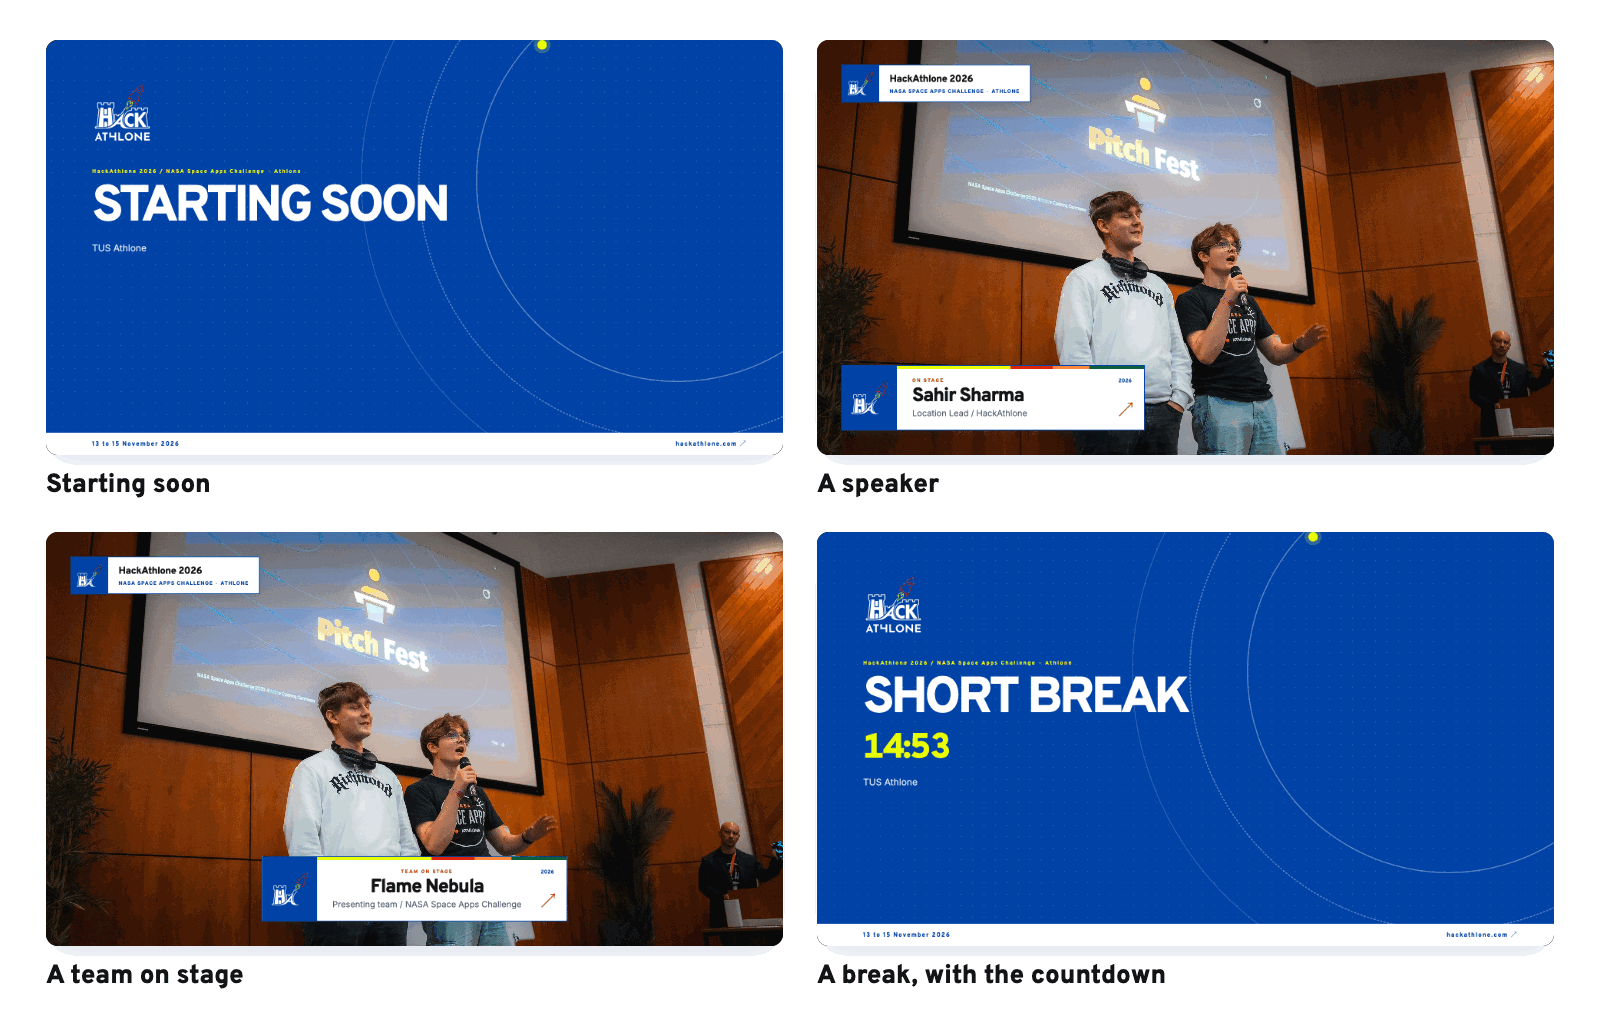 HACK
ATHLONE
HackAthlone 2026 / NASA Space Apps Challenge · Athlone
STARTING SOON
TUS Athlone
13 to 15 November 2026
hackathlone.com
Starting soon
HackAthlone 2026
NASA SPACE APPS CHALLENGE · ATHLONE
Pitch Fest
Richmond
SPACE APPS
ON STAGE
2026
Sahir Sharma
Location Lead / HackAthlone
A speaker
HackAthlone 2026
NASA SPACE APPS CHALLENGE · ATHLONE
Pitch Fest
Richmond
TEAM ON STAGE
2026
Flame Nebula
Presenting team / NASA Space Apps Challenge
A team on stage
HACK
ATHLONE
HackAthlone 2026 / NASA Space Apps Challenge · Athlone
SHORT BREAK
14:53
TUS Athlone
13 to 15 November 2026
hackathlone.com
A break, with the countdown